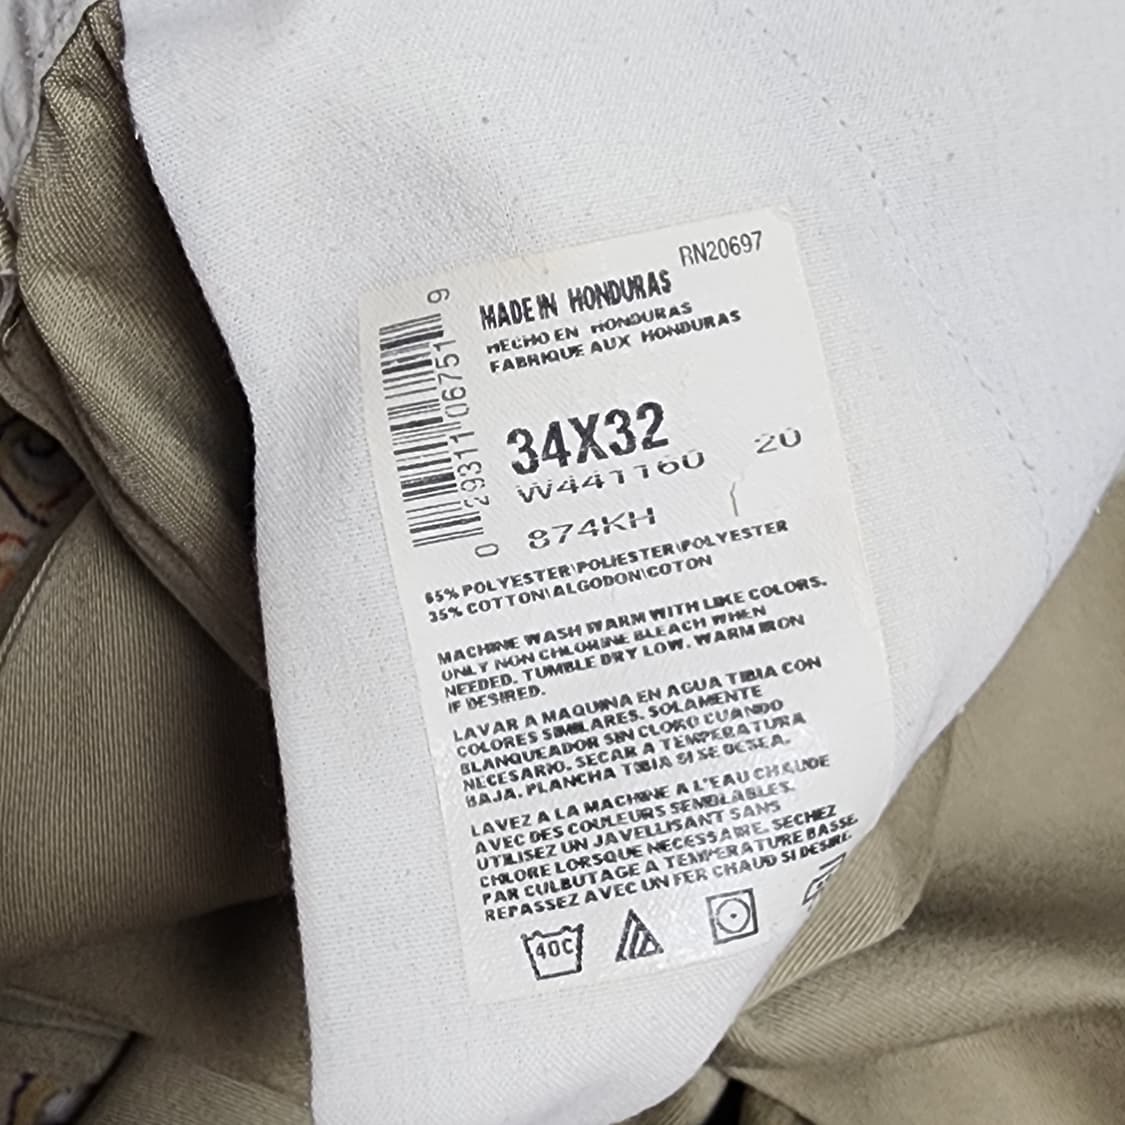 RN20697
MADE IN HONDURAS
HECHO EN HONDURAS
FABRIQUE AUX HONDURAS
0 29311 06751 9
34X32
W441160 20
874KH
65% POLYESTER\POLIESTER\POLYESTER
35% COTTON\ALGODON\COTON
MACHINE WASH WARM WITH LIKE COLORS.
ONLY NON CHLORINE BLEACH WHEN
NEEDED. TUMBLE DRY LOW. WARM IRON
IF DESIRED.
LAVAR A MAQUINA EN AGUA TIBIA CON
COLORES SIMILARES. SOLAMENTE
BLANQUEADOR SIN CLORO CUANDO
NECESARIO. SECAR A TEMPERATURA
BAJA. PLANCHA TIBIA SI SE DESEA.
LAVEZ A LA MACHINE A L'EAU CHAUDE
AVEC DES COULEURS SEMBLABLES.
UTILISEZ UN JAVELLISANT SANS
CHLORE LORSQUE NECESSAIRE. SECHEZ
PAR CULBUTAGE A TEMPERATURE BASSE.
REPASSEZ AVEC UN FER CHAUD SI DESIRE.
40C